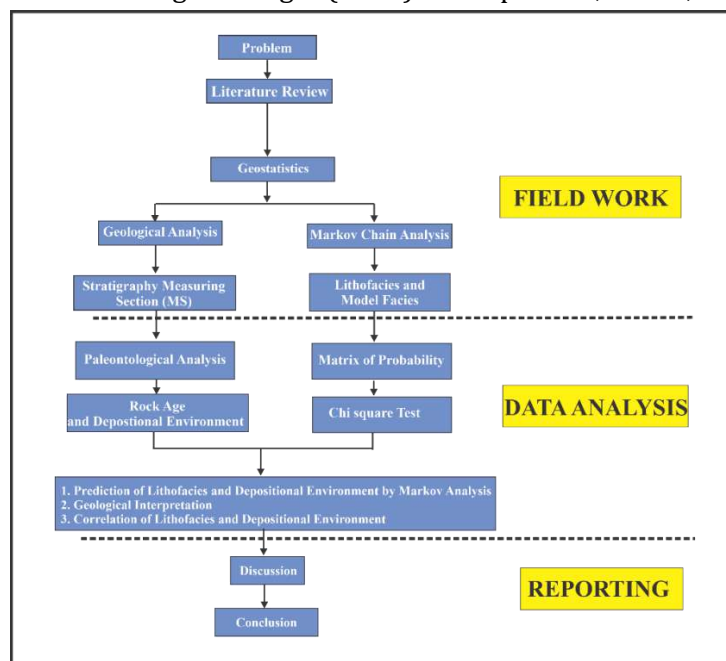 Problem
Literature Review
Geostatistics
FIELD WORK
Geological Analysis
Markov Chain Analysis
Stratigraphy Measuring
Section (MS)
Lithofacies and
Model Facies
Paleontological Analysis
Matrix of Probability
Rock Age
and Depostional Environment
Chi square Test
DATA ANALYSIS
1. Prediction of Lithofacies and Depositional Environment by Markov Analysis
2. Geological Interpretation
3. Correlation of Lithofacies and Depositional Environment
Discussion
REPORTING
Conclusion